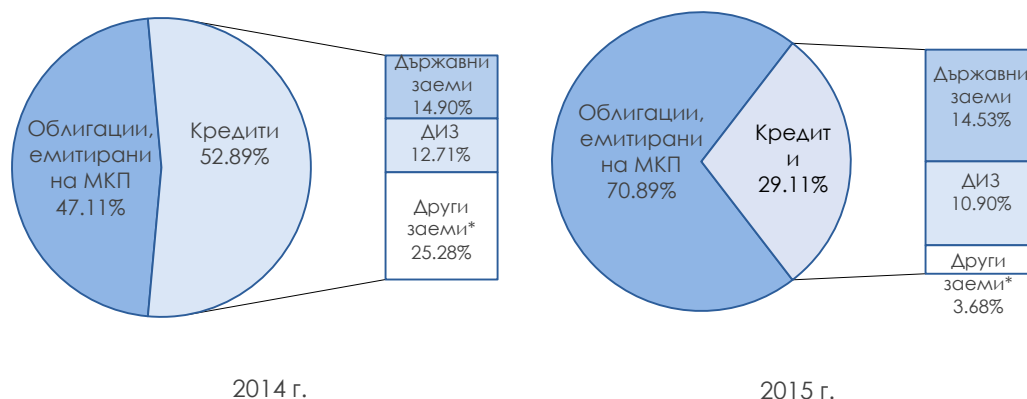 Облигации,
емитирани
на МКП
47.11%
Кредити
52.89%
Държавни
заеми
14.90%
ДИЗ
12.71%
Други
заеми*
25.28%
2014 г.
Облигации,
емитирани
на МКП
70.89%
Кредит
и
29.11%
Държавни
заеми
14.53%
ДИЗ
10.90%
Други
заеми*
3.68%
2015 г.